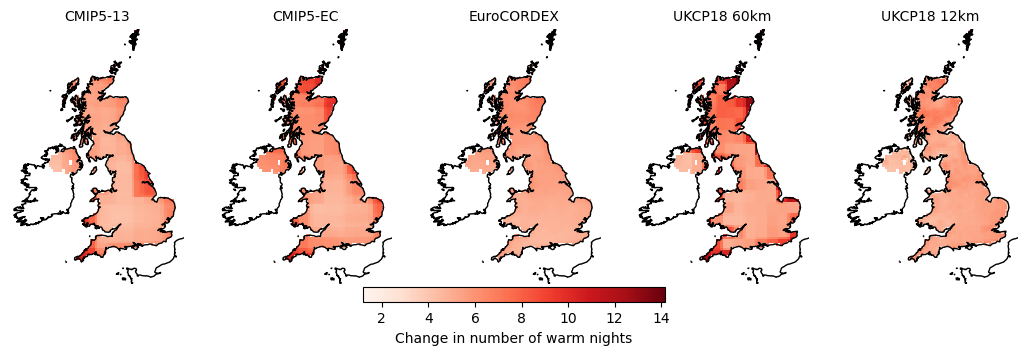 CMIP5-13 CMIP5-EC EuroCORDEX UKCP18 60km UKCP18 12km
2 4 6 8 10 12 14
Change in number of warm nights